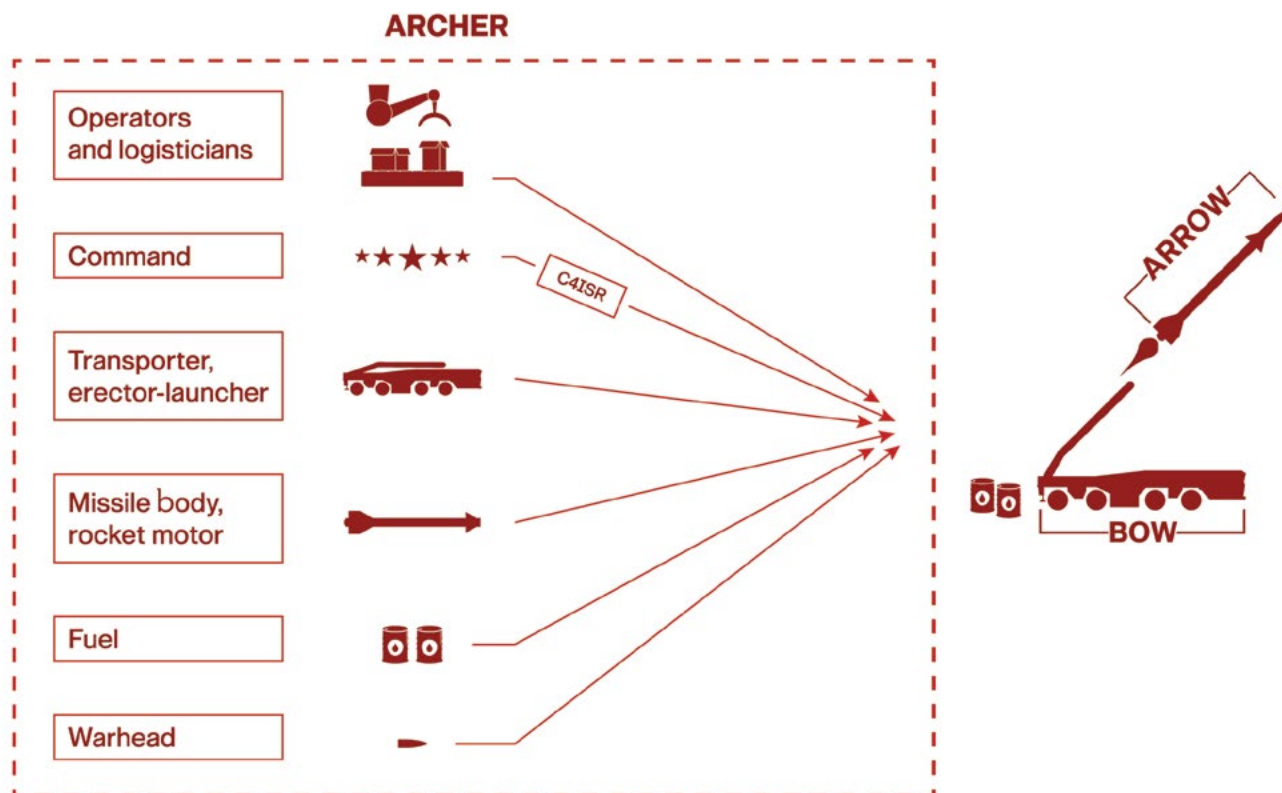 ARCHER
Operators
and logisticians
Command
C4ISR
Transporter,
erector-launcher
Missile body,
rocket motor
Fuel
Warhead
ARROW
BOW